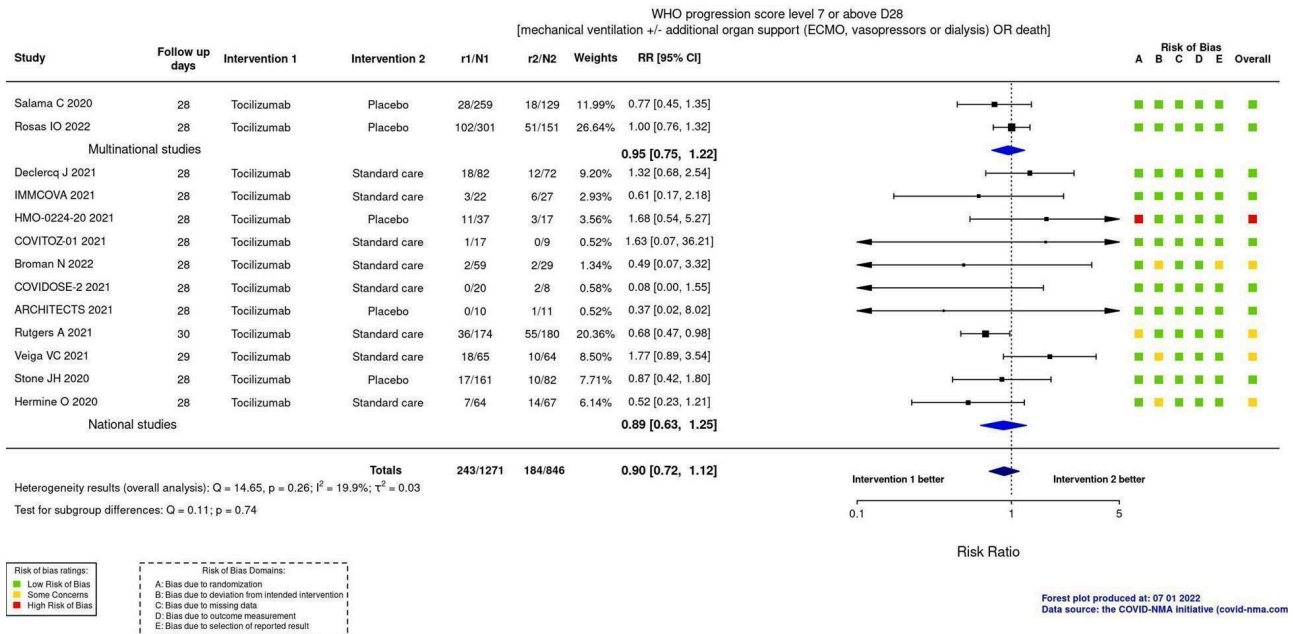 WHO progression score level 7 or above D28
[mechanical ventilation +/- additional organ support (ECMO, vasopressors or dialysis) OR death]
Study Follow up days Intervention 1 Intervention 2 r1/N1 r2/N2 Weights RR [95% CI] Risk of Bias A B C D E Overall
Salama C 2020 28 Tocilizumab Placebo 28/259 18/129 11.99% 0.77 [0.45, 1.35]
Rosas IO 2022 28 Tocilizumab Placebo 102/301 51/151 26.64% 1.00 [0.76, 1.32]
Multinational studies 0.95 [0.75, 1.22]
Declercq J 2021 28 Tocilizumab Standard care 18/82 12/72 9.20% 1.32 [0.68, 2.54]
IMMCOVA 2021 28 Tocilizumab Standard care 3/22 6/27 2.93% 0.61 [0.17, 2.18]
HMO-0224-20 2021 28 Tocilizumab Placebo 11/37 3/17 3.56% 1.68 [0.54, 5.27]
COVITOZ-01 2021 28 Tocilizumab Standard care 1/17 0/9 0.52% 1.63 [0.07, 36.21]
Broman N 2022 28 Tocilizumab Standard care 2/59 2/29 1.34% 0.49 [0.07, 3.32]
COVIDOSE-2 2021 28 Tocilizumab Standard care 0/20 2/8 0.58% 0.08 [0.00, 1.55]
ARCHITECTS 2021 28 Tocilizumab Placebo 0/10 1/11 0.52% 0.37 [0.02, 8.02]
Rutgers A 2021 30 Tocilizumab Standard care 36/174 55/180 20.36% 0.68 [0.47, 0.98]
Veiga VC 2021 29 Tocilizumab Standard care 18/65 10/64 8.50% 1.77 [0.89, 3.54]
Stone JH 2020 28 Tocilizumab Placebo 17/161 10/82 7.71% 0.87 [0.42, 1.80]
Hermine O 2020 28 Tocilizumab Standard care 7/64 14/67 6.14% 0.52 [0.23, 1.21]
National studies 0.89 [0.63, 1.25]
Totals 243/1271 184/846 0.90 [0.72, 1.12]
Heterogeneity results (overall analysis): Q = 14.65, p = 0.26; I² = 19.9%; τ² = 0.03
Test for subgroup differences: Q = 0.11; p = 0.74
Intervention 1 better Intervention 2 better
0.1 1 5
Risk Ratio
Risk of bias ratings:
Low Risk of Bias
Some Concerns
High Risk of Bias
Risk of Bias Domains:
A: Bias due to randomization
B: Bias due to deviation from intended intervention
C: Bias due to missing data
D: Bias due to outcome measurement
E: Bias due to selection of reported result
Forest plot produced at: 07 01 2022
Data source: the COVID-NMA initiative (covid-nma.com